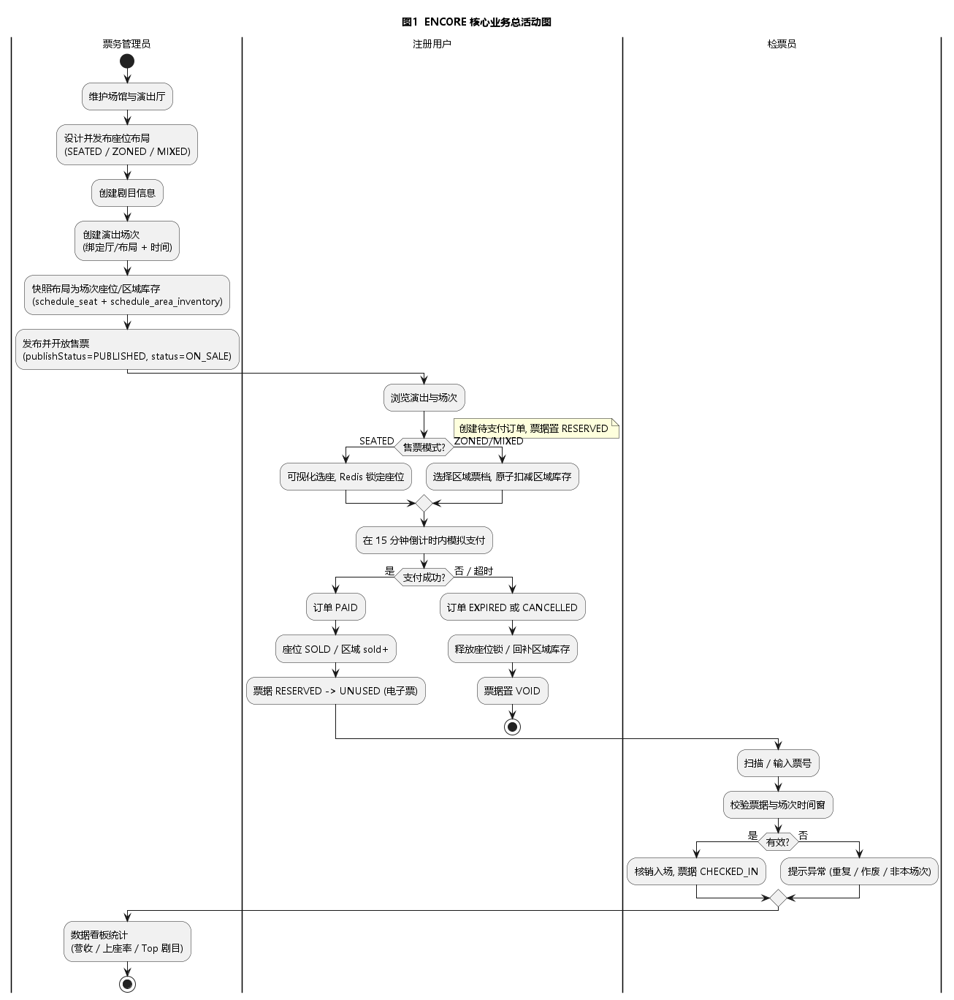 图1 ENCORE 核心业务总活动图
票务管理员
注册用户
检票员
维护场馆与演出厅
设计并发布座位布局
(SEATED / ZONED / MIXED)
创建剧目信息
创建演出场次
(绑定厅/布局 + 时间)
快照布局为场次座位/区域库存
(schedule_seat + schedule_area_inventory)
发布并开放售票
(publishStatus=PUBLISHED, status=ON_SALE)
浏览演出与场次
创建待支付订单, 票据置 RESERVED
SEATED
售票模式?
ZONED/MIXED
可视化选座, Redis 锁定座位
选择区域票档, 原子扣减区域库存
在 15 分钟倒计时内模拟支付
是
支付成功?
否 / 超时
订单 PAID
订单 EXPIRED 或 CANCELLED
座位 SOLD / 区域 sold+
释放座位锁 / 回补区域库存
票据 RESERVED -> UNUSED (电子票)
票据置 VOID
扫描 / 输入票号
校验票据与场次时间窗
是
有效?
否
核销入场, 票据 CHECKED_IN
提示异常 (重复 / 作废 / 非本场次)
数据看板统计
(营收 / 上座率 / Top 剧目)